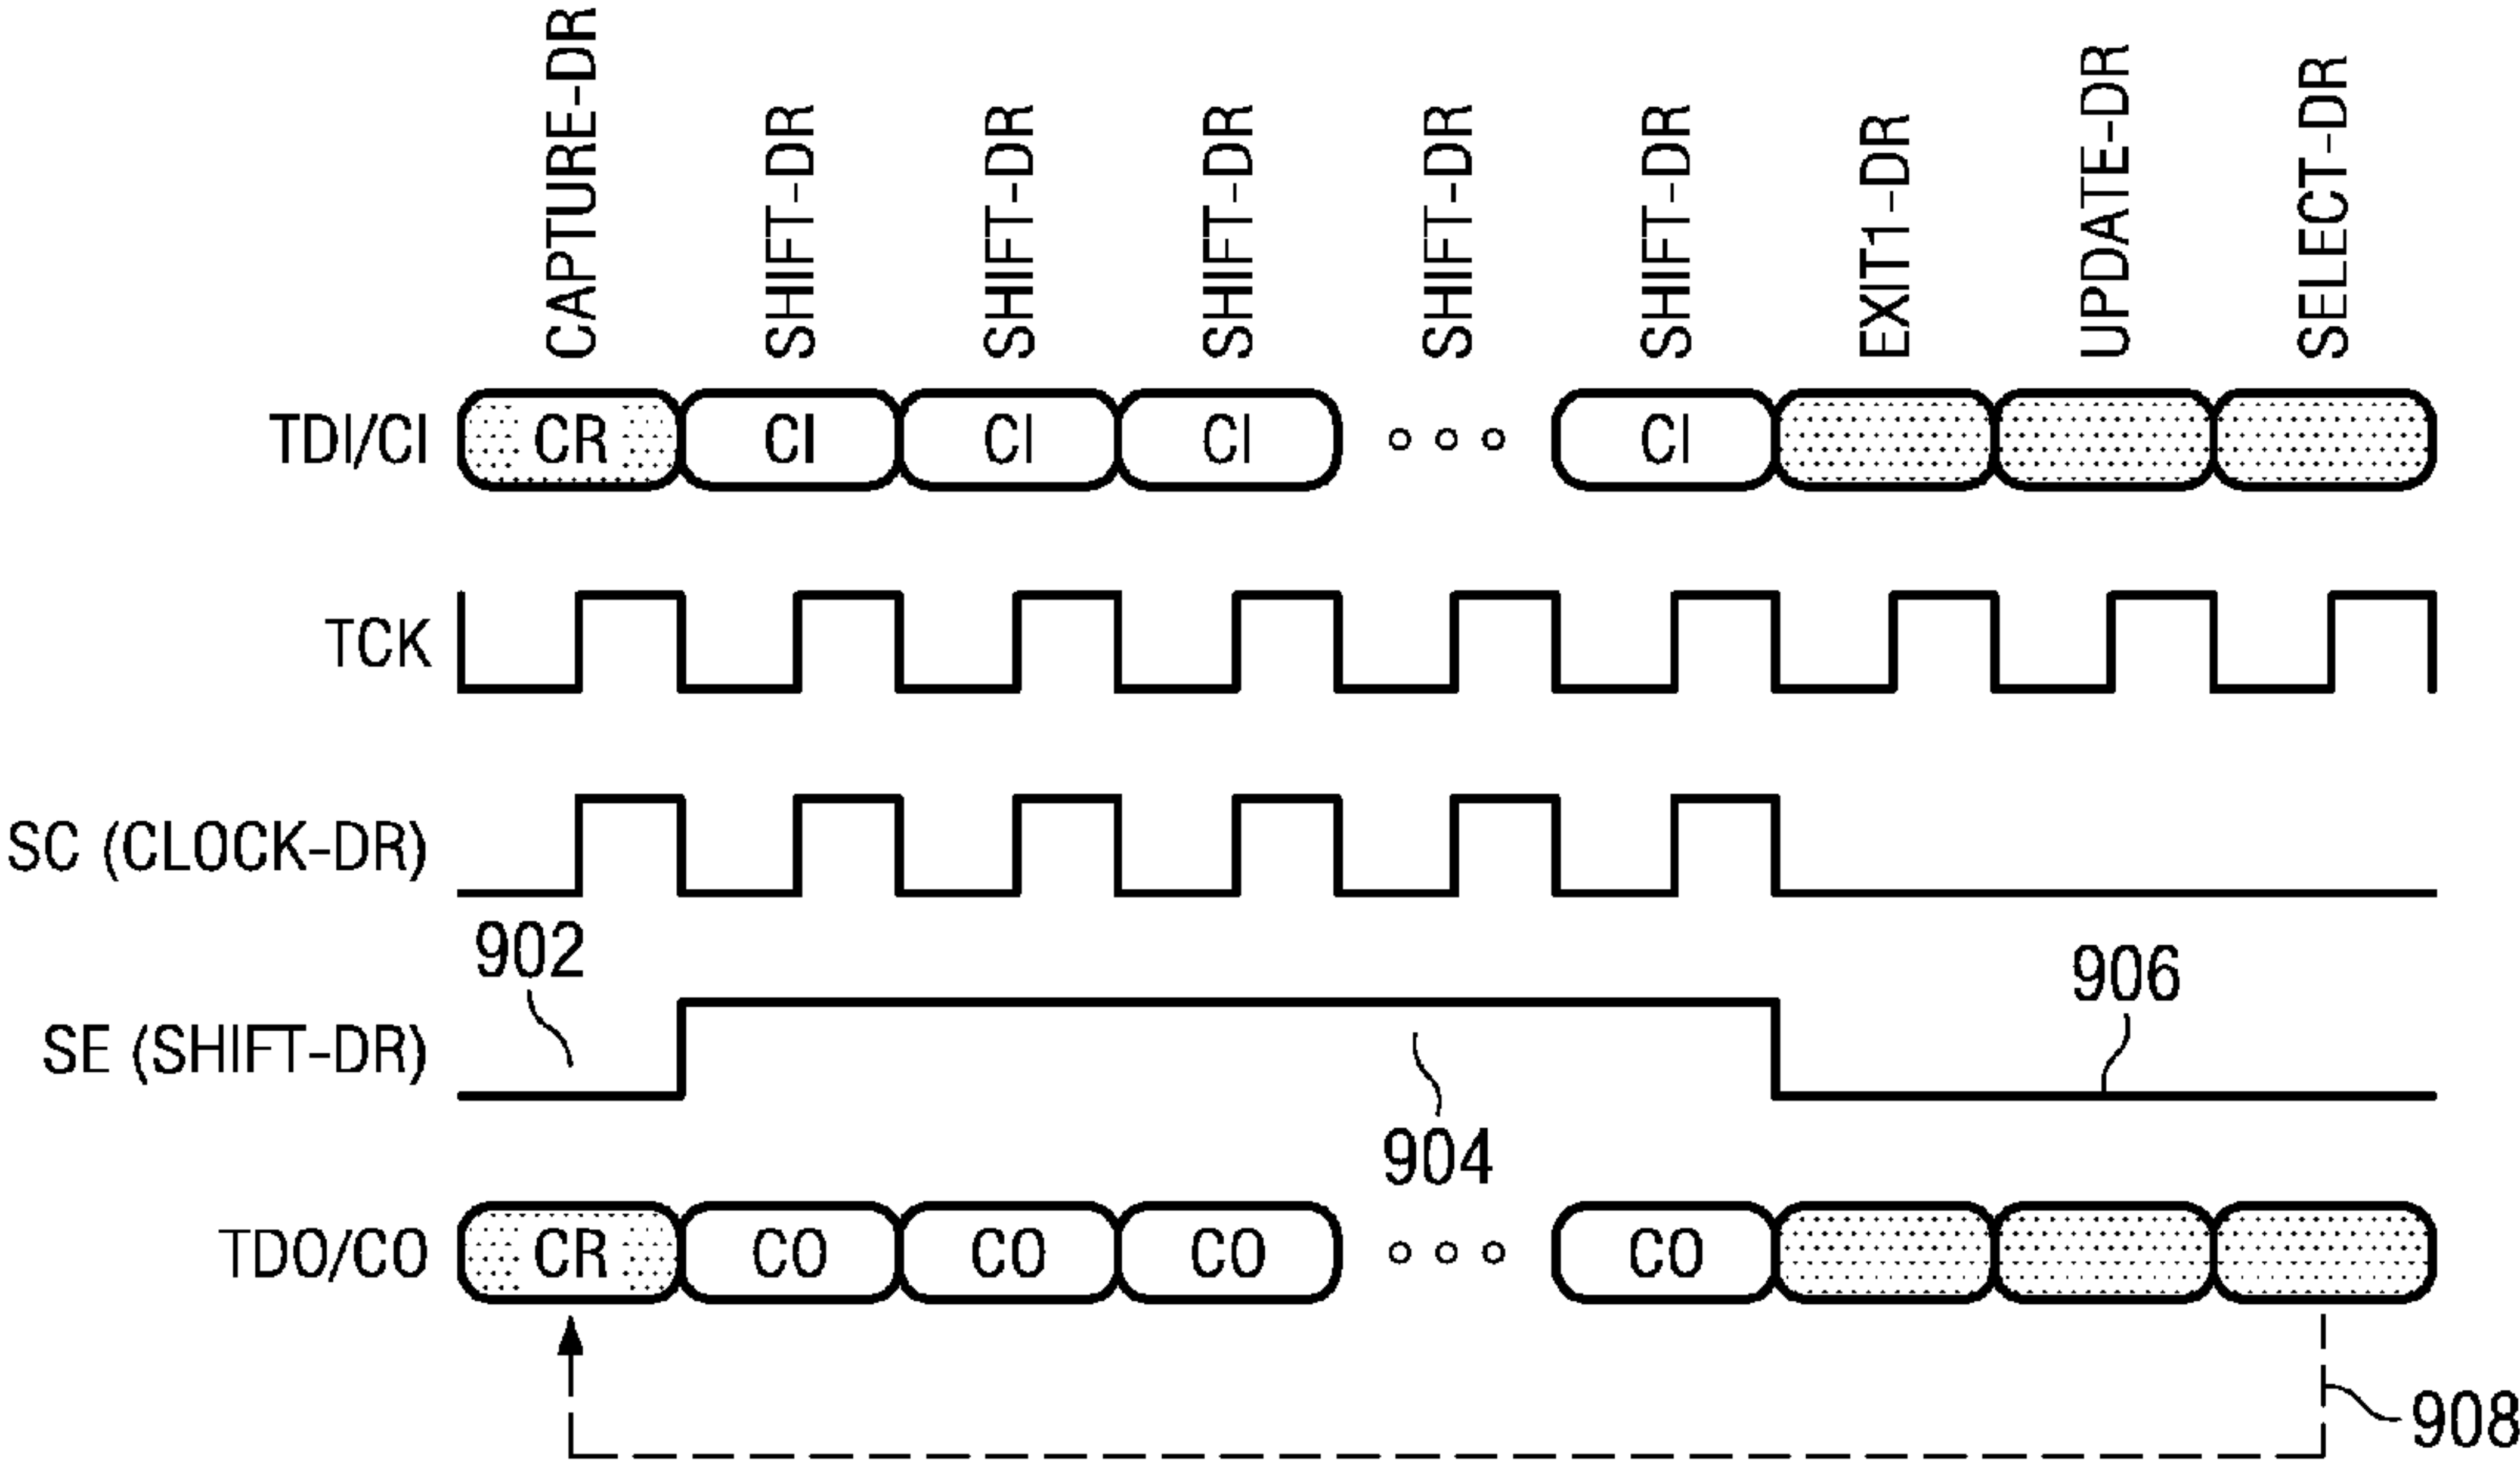 CAPTURE-DR
SHIFT-DR
SHIFT-DR
SHIFT-DR
SHIFT-DR
SHIFT-DR
EXIT1-DR
UPDATE-DR
SELECT-DR
TDI/CI CR CI CI CI CI
TCK
SC (CLOCK-DR)
902
906
SE (SHIFT-DR)
904
TDO/CO CR CO CO CO CO
908